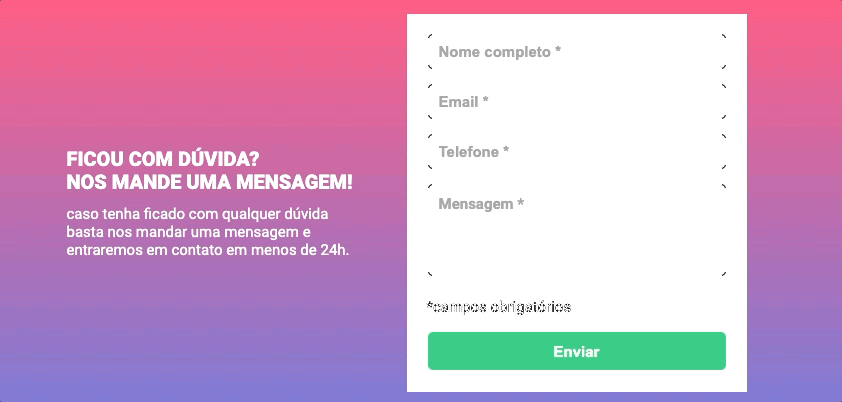 FICOU COM DÚVIDA?
NOS MANDE UMA MENSAGEM!
caso tenha ficado com qualquer dúvida
basta nos mandar uma mensagem e
entraremos em contato em menos de 24h.
Nome completo *
Email *
Telefone *
Mensagem *
*campos obrigatórios
Enviar